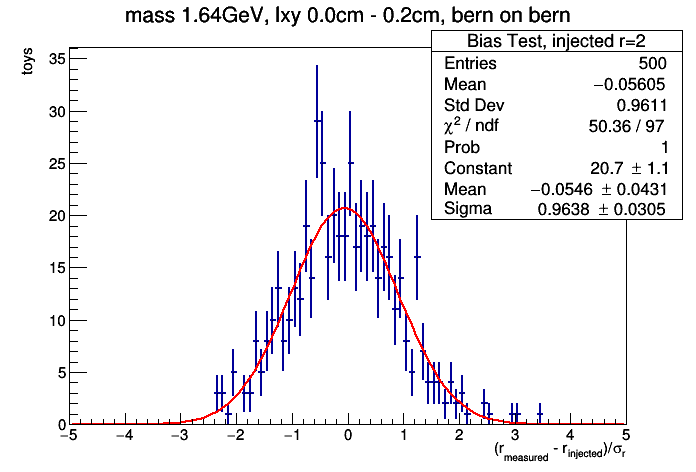 mass 1.64GeV, lxy 0.0cm - 0.2cm, bern on bern
Bias Test, injected r=2
Entries 500
Mean −0.05605
Std Dev 0.9611
χ² / ndf 50.36 / 97
Prob 1
Constant 20.7 ± 1.1
Mean −0.0546 ± 0.0431
Sigma 0.9638 ± 0.0305
toys
35
30
25
20
15
10
5
0
−5 −4 −3 −2 −1 0 1 2 3 4 5
(r_measured - r_injected)/σ_r